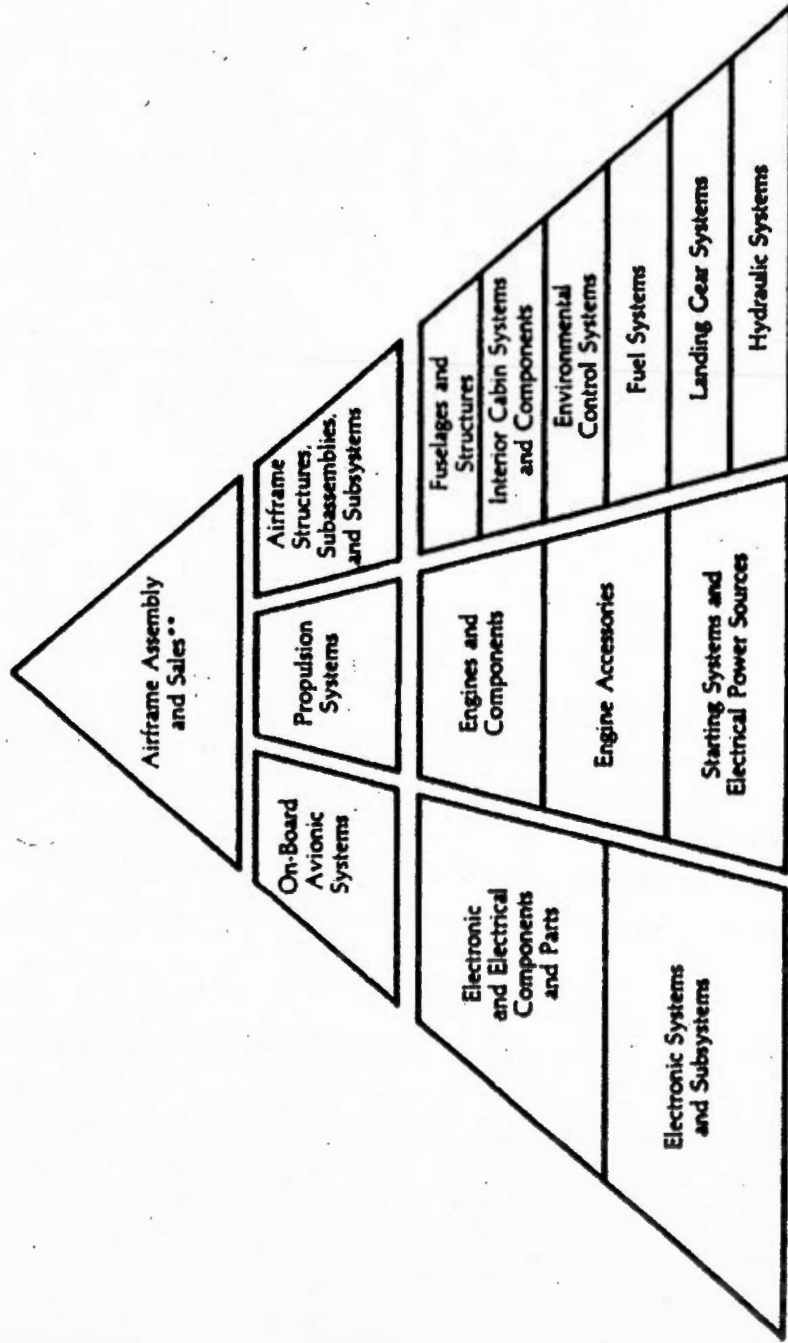 Airframe Assembly
and Sales**
On-Board
Avionic
Systems
Propulsion
Systems
Airframe
Structures,
Subassemblies,
and Subsystems
Electronic
and Electrical
Components
and Parts
Electronic Systems
and Subsystems
Engines and
Components
Engine Accessories
Starting Systems and
Electrical Power Sources
Fuselages and
Structures
Interior Cabin Systems
and Components
Environmental
Control Systems
Fuel Systems
Landing Gear Systems
Hydraulic Systems